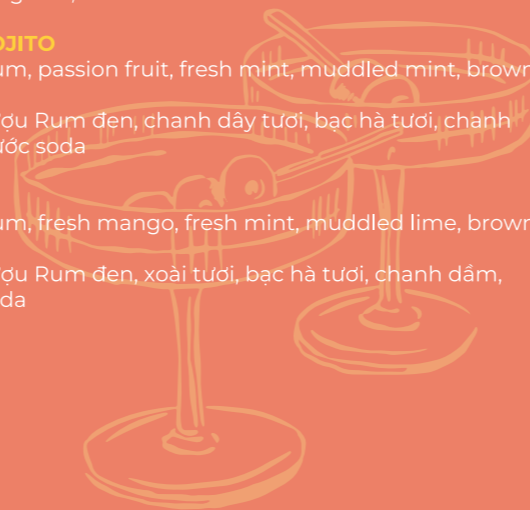 OJITO
um, passion fruit, fresh mint, muddled mint, brown
ợu Rum đen, chanh dây tươi, bạc hà tươi, chanh
ước soda
um, fresh mango, fresh mint, muddled lime, brown
ợu Rum đen, xoài tươi, bạc hà tươi, chanh dầm,
da